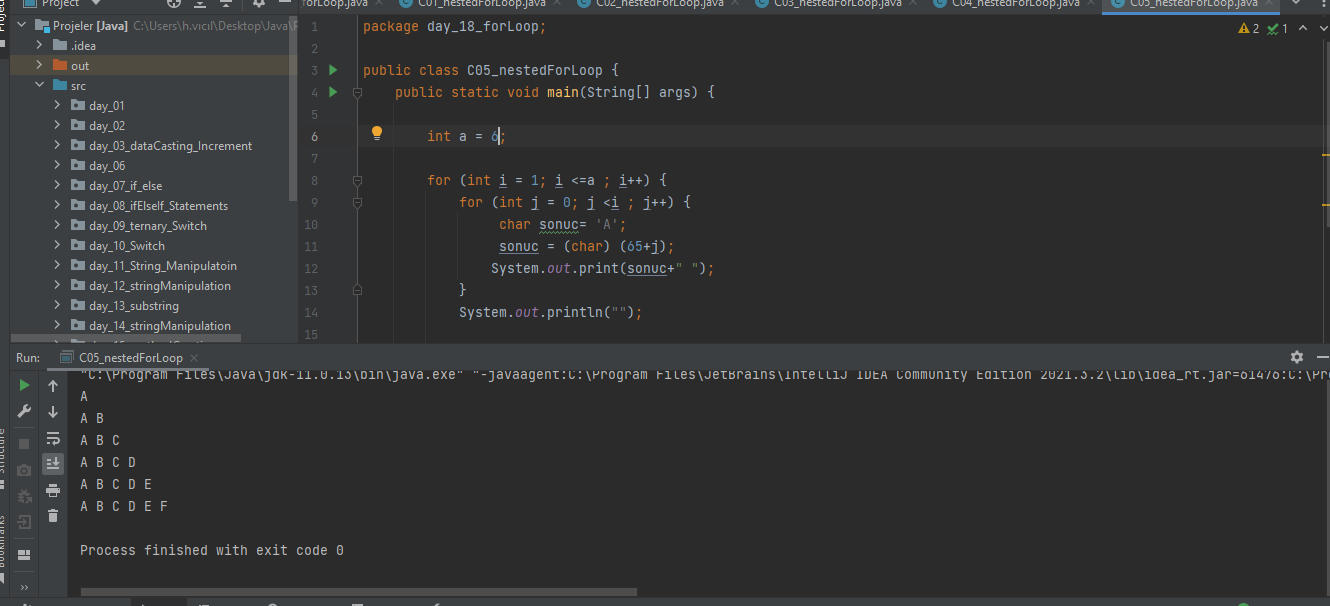 Project
forLoop.java
C01_nestedForLoop.java
C02_nestedForLoop.java
C03_nestedForLoop.java
C04_nestedForLoop.java
C05_nestedForLoop.java
Projeler [Java] C:\Users\h.vicil\Desktop\Java\
.idea
out
src
day_01
day_02
day_03_dataCasting_Increment
day_06
day_07_if_else
day_08_ifElself_Statements
day_09_ternary_Switch
day_10_Switch
day_11_String_Manipulatoin
day_12_stringManipulation
day_13_substring
day_14_stringManipulation
2 1
1 package day_18_forLoop;
2
3 public class C05_nestedForLoop {
4 public static void main(String[] args) {
5
6 int a = 6;
7
8 for (int i = 1; i <=a ; i++) {
9 for (int j = 0; j <i ; j++) {
10 char sonuc= 'A';
11 sonuc = (char) (65+j);
12 System.out.print(sonuc+" ");
13 }
14 System.out.println("");
15
Run: C05_nestedForLoop
"C:\Program Files\Java\jdk-11.0.13\bin\java.exe" "-javaagent:C:\Program Files\JetBrains\IntelliJ IDEA Community Edition 2021.3.2\lib\idea_rt.jar=61476:C:\Pr
A
A B
A B C
A B C D
A B C D E
A B C D E F
Process finished with exit code 0